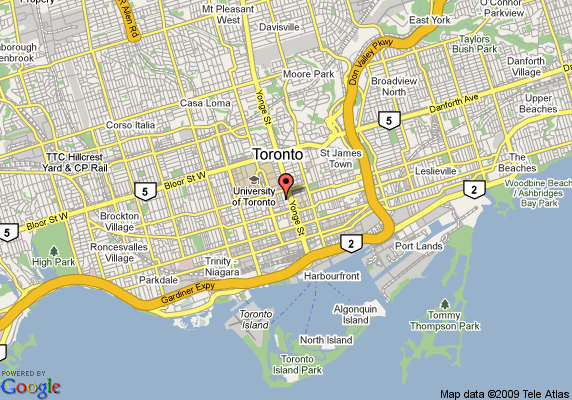 Property
Allen Rd
Mt Pleasant
West
Davisville
East York
O'Connor
Parkview
Taylors
Bush Park
Danforth
Village
Moore Park
Don Valley Pkwy
Broadview
North
Danforth Ave
Upper
Beaches
Casa Loma
Yonge St
Corso Italia
5
TTC Hillcrest
Yard & CP Rail
Bloor St W
Toronto
St James
Town
Leslieville
The
Beaches
5
2
Woodbine Beach
/ Ashbridges
Bay Park
University
of Toronto
Bloor St W
Brockton
Village
Yonge St
5
Roncesvalles
Village
2
Port Lands
High Park
Trinity
Niagara
Parkdale
Harbourfront
Gardiner Expy
Toronto
Island
Algonquin
Island
Tommy
Thompson Park
North Island
Toronto
Island Park
2
POWERED BY
Google
Map data ©2009 Tele Atlas